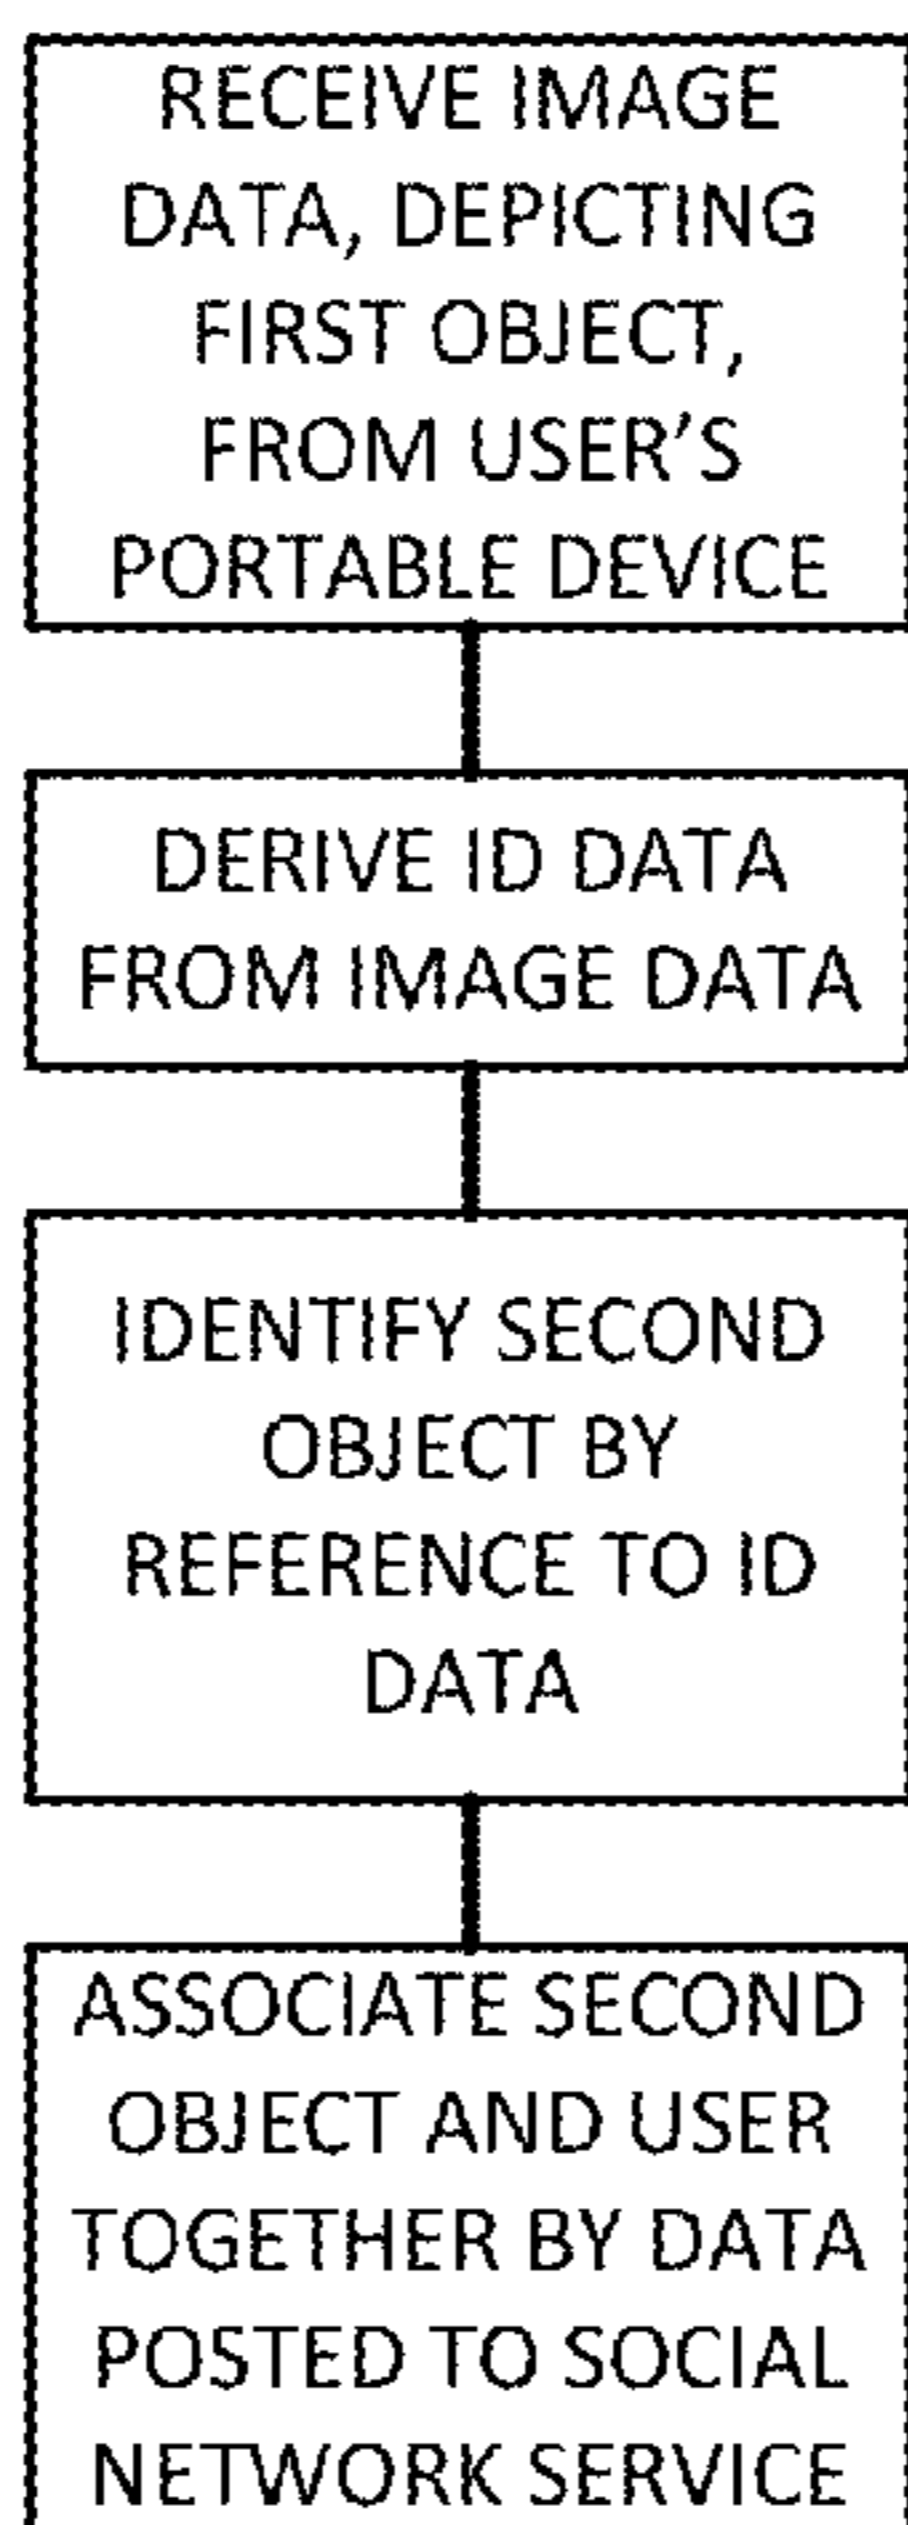 RECEIVE IMAGE
DATA, DEPICTING
FIRST OBJECT,
FROM USER'S
PORTABLE DEVICE
DERIVE ID DATA
FROM IMAGE DATA
IDENTIFY SECOND
OBJECT BY
REFERENCE TO ID
DATA
ASSOCIATE SECOND
OBJECT AND USER
TOGETHER BY DATA
POSTED TO SOCIAL
NETWORK SERVICE